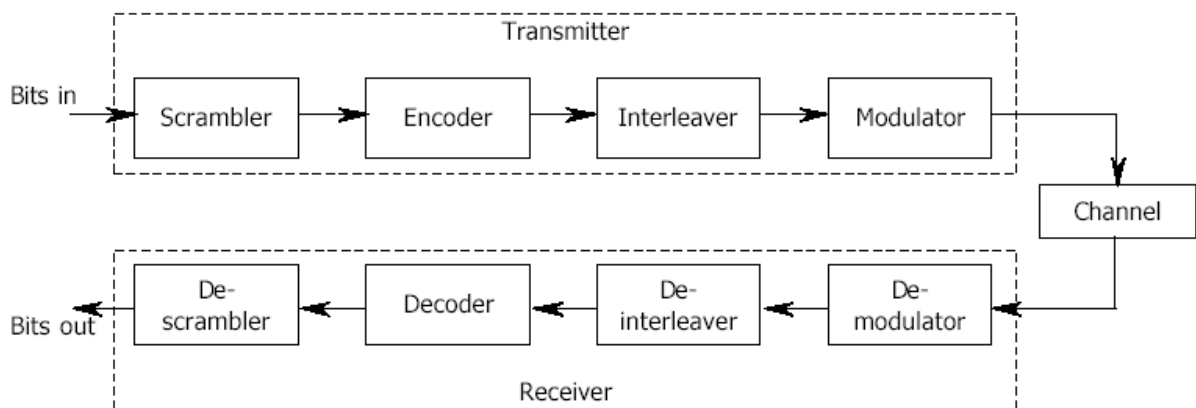 Transmitter
Bits in
Scrambler
Encoder
Interleaver
Modulator
Channel
De-
scrambler
Decoder
De-
interleaver
De-
modulator
Bits out
Receiver